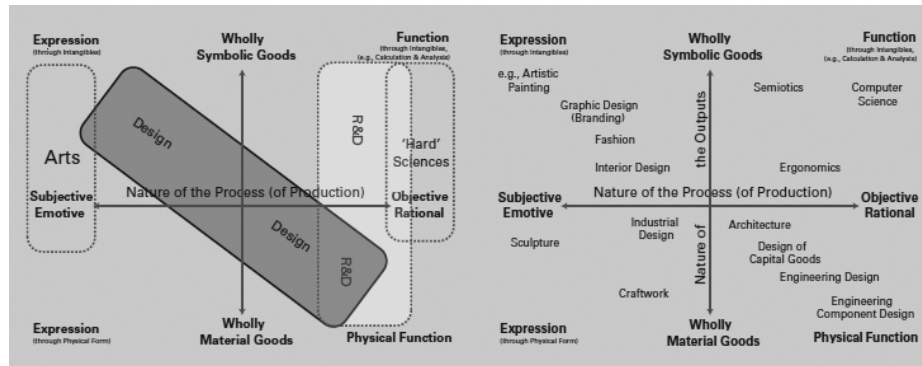 Expression
(through Intangibles)
Wholly
Symbolic Goods
Function
(through Intangibles,
(e.g., Calculation & Analysis)
Design
R&D
Arts
'Hard'
Sciences
Nature of the Process (of Production)
Subjective
Emotive
Objective
Rational
Design
R&D
Expression
(through Physical Form)
Wholly
Material Goods
Physical Function
Expression
(through Intangibles)
Wholly
Symbolic Goods
Function
(through Intangibles,
(e.g., Calculation & Analysis)
e.g., Artistic
Painting
Semiotics
Computer
Science
Graphic Design
(Branding)
Fashion
Interior Design
Ergonomics
Nature of the Outputs
Nature of the Process (of Production)
Subjective
Emotive
Objective
Rational
Sculpture
Industrial
Design
Architecture
Design of
Capital Goods
Engineering Design
Craftwork
Engineering
Component Design
Expression
(through Physical Form)
Wholly
Material Goods
Physical Function